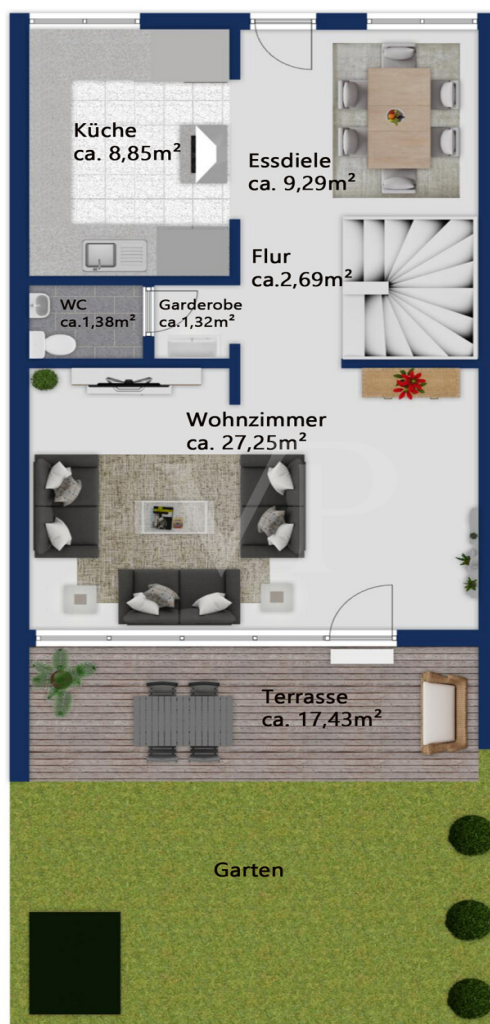 Küche
ca. 8,85m²
Essdiele
ca. 9,29m²
Flur
ca.2,69m²
WC
ca.1,38m²
Garderobe
ca.1,32m²
Wohnzimmer
ca. 27,25m²
VP
Terrasse
ca. 17,43m²
Garten